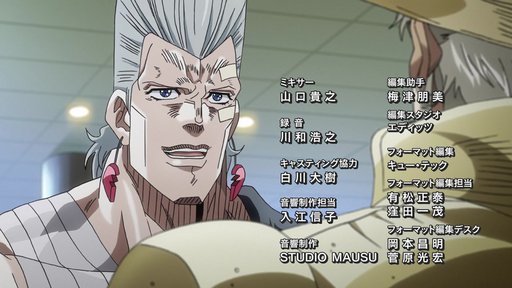 ミキサー
山口貴之
録音
川和浩之
キャスティング協力
白川大樹
音響制作担当
入江信子
音響制作
STUDIO MAUSU
編集助手
梅津朋美
編集スタジオ
エディッツ
フォーマット編集
キュー・テック
フォーマット編集担当
有松正泰
窪田一茂
フォーマット編集デスク
岡本昌明
菅原光宏